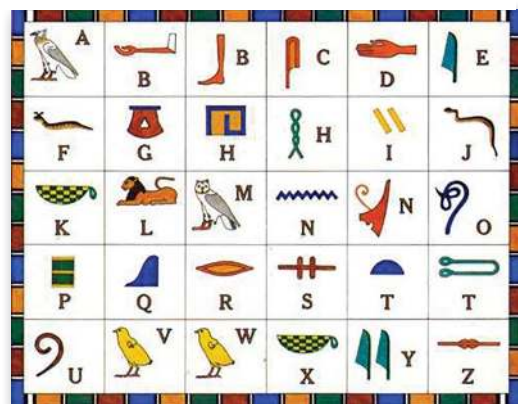 A B B C D E
F G H H I J
K L M N N O
P Q R S T T
U V W X Y Z